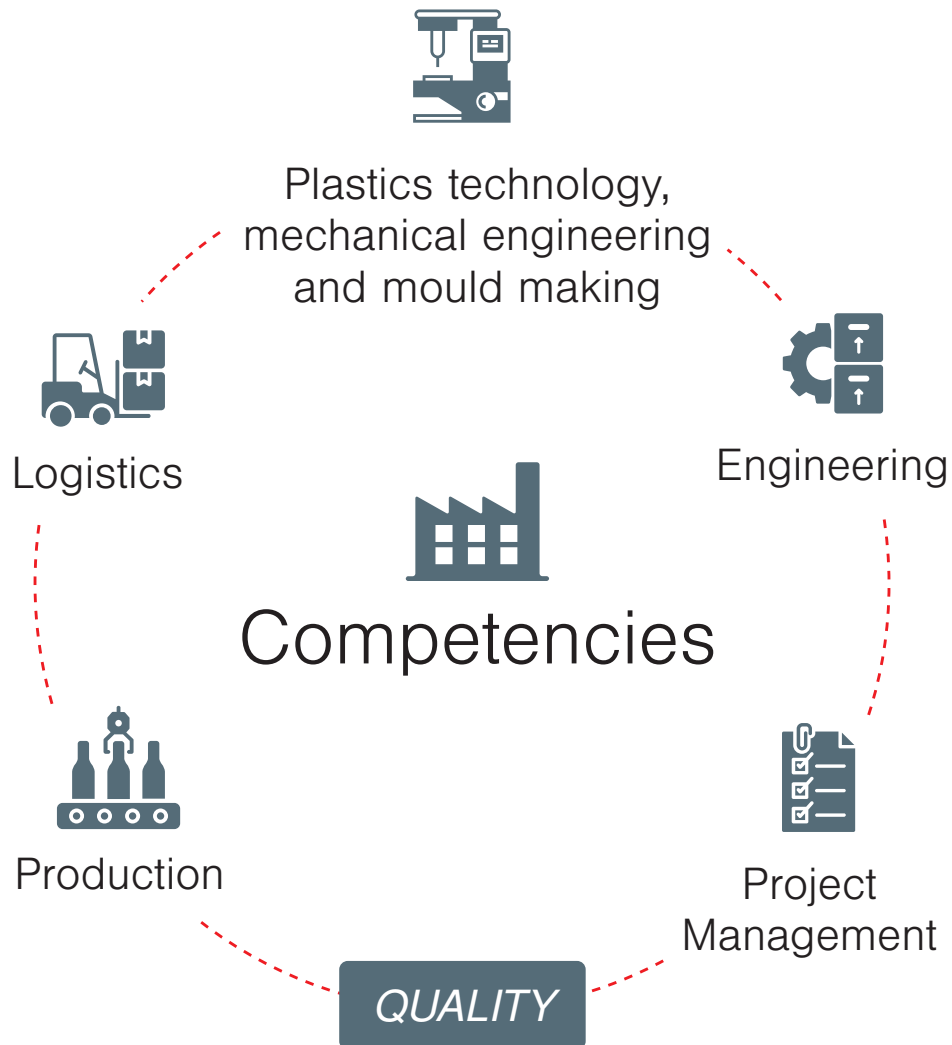 Plastics technology,
mechanical engineering
and mould making
Logistics
Engineering
Competencies
Production
Project
Management
QUALITY